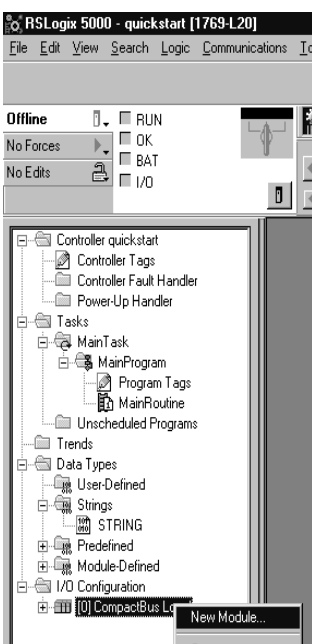 RSLogix 5000 - quickstart [1769-L20]
File Edit View Search Logic Communications
Offline RUN
No Forces OK
BAT
No Edits I/O
Controller quickstart
Controller Tags
Controller Fault Handler
Power-Up Handler
Tasks
MainTask
MainProgram
Program Tags
MainRoutine
Unscheduled Programs
Trends
Data Types
User-Defined
Strings
STRING
Predefined
Module-Defined
I/O Configuration
[0] CompactBus Lo
New Module...